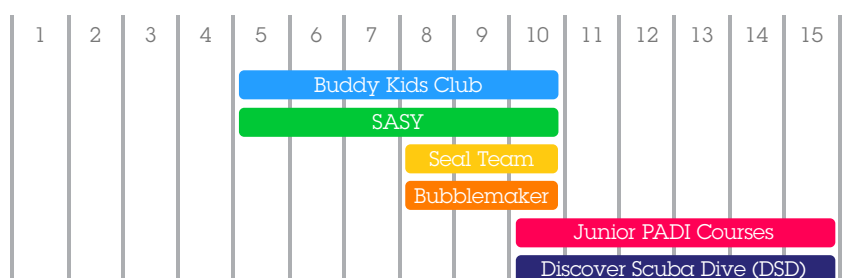 1 2 3 4 5 6 7 8 9 10 11 12 13 14 15
Buddy Kids Club
SASY
Seal Team
Bubblemaker
Junior PADI Courses
Discover Scuba Dive (DSD)